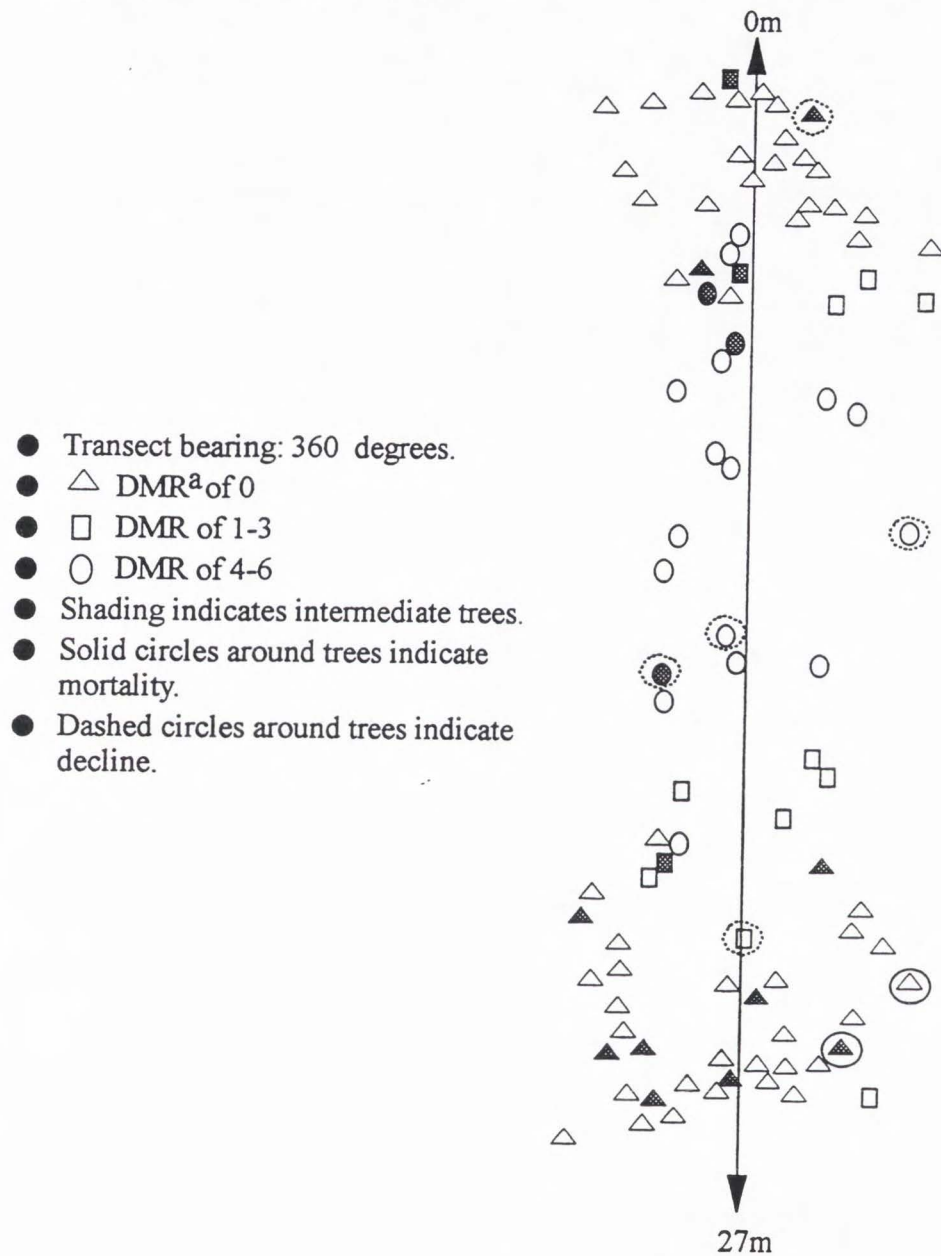 0m
Transect bearing: 360 degrees.
DMRa of 0
DMR of 1-3
DMR of 4-6
Shading indicates intermediate trees.
Solid circles around trees indicate
mortality.
Dashed circles around trees indicate
decline.
27m